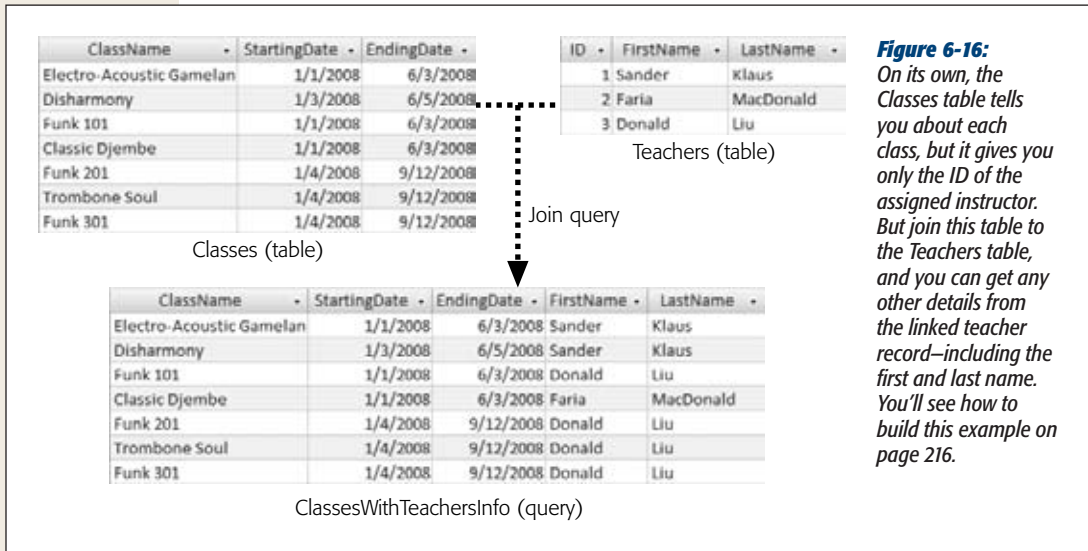 ClassName StartingDate EndingDate
Electro-Acoustic Gamelan 1/1/2008 6/3/2008
Disharmony 1/3/2008 6/5/2008
Funk 101 1/1/2008 6/3/2008
Classic Djembe 1/1/2008 6/3/2008
Funk 201 1/4/2008 9/12/2008
Trombone Soul 1/4/2008 9/12/2008
Funk 301 1/4/2008 9/12/2008
Classes (table)
ID FirstName LastName
1 Sander Klaus
2 Faria MacDonald
3 Donald Liu
Teachers (table)
Join query
ClassName StartingDate EndingDate FirstName LastName
Electro-Acoustic Gamelan 1/1/2008 6/3/2008 Sander Klaus
Disharmony 1/3/2008 6/5/2008 Sander Klaus
Funk 101 1/1/2008 6/3/2008 Donald Liu
Classic Djembe 1/1/2008 6/3/2008 Faria MacDonald
Funk 201 1/4/2008 9/12/2008 Donald Liu
Trombone Soul 1/4/2008 9/12/2008 Donald Liu
Funk 301 1/4/2008 9/12/2008 Donald Liu
ClassesWithTeachersInfo (query)
Figure 6-16:
On its own, the
Classes table tells
you about each
class, but it gives you
only the ID of the
assigned instructor.
But join this table to
the Teachers table,
and you can get any
other details from
the linked teacher
record—including the
first and last name.
You'll see how to
build this example on
page 216.